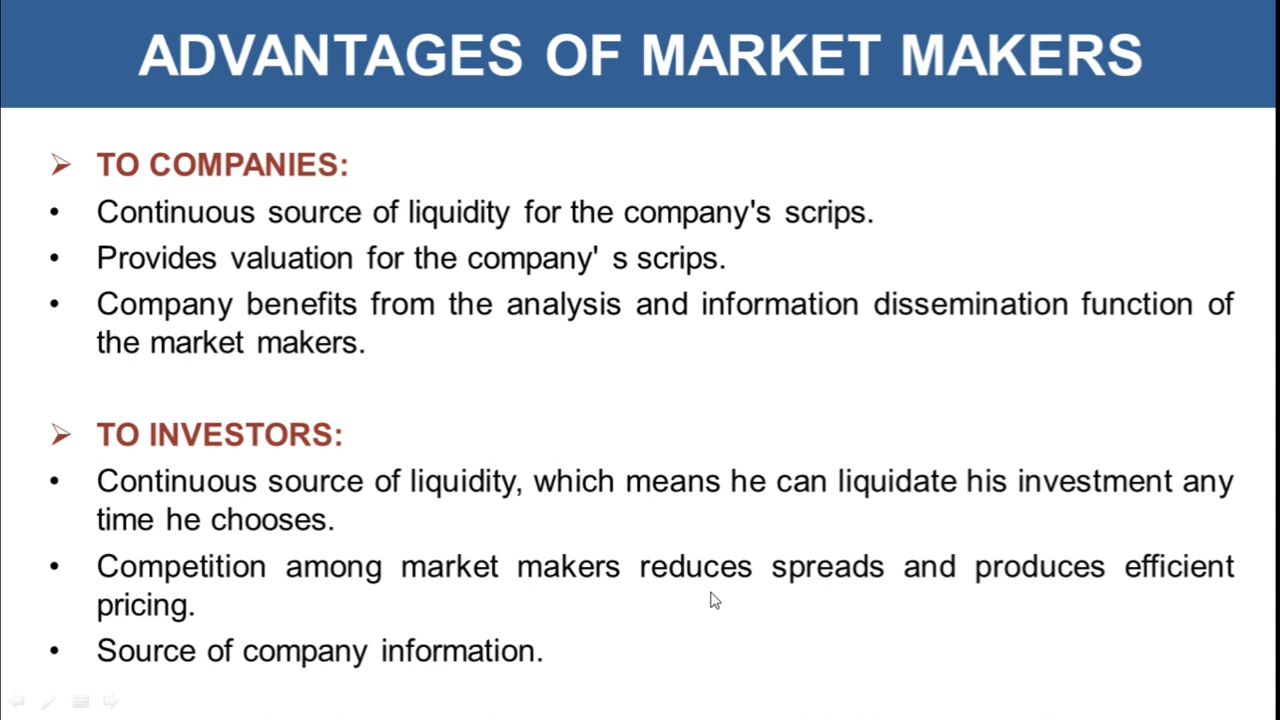 ADVANTAGES OF MARKET MAKERS
➢ TO COMPANIES:
• Continuous source of liquidity for the company's scrips.
• Provides valuation for the company' s scrips.
• Company benefits from the analysis and information dissemination function of
the market makers.
➢ TO INVESTORS:
• Continuous source of liquidity, which means he can liquidate his investment any
time he chooses.
• Competition among market makers reduces spreads and produces efficient
pricing.
• Source of company information.